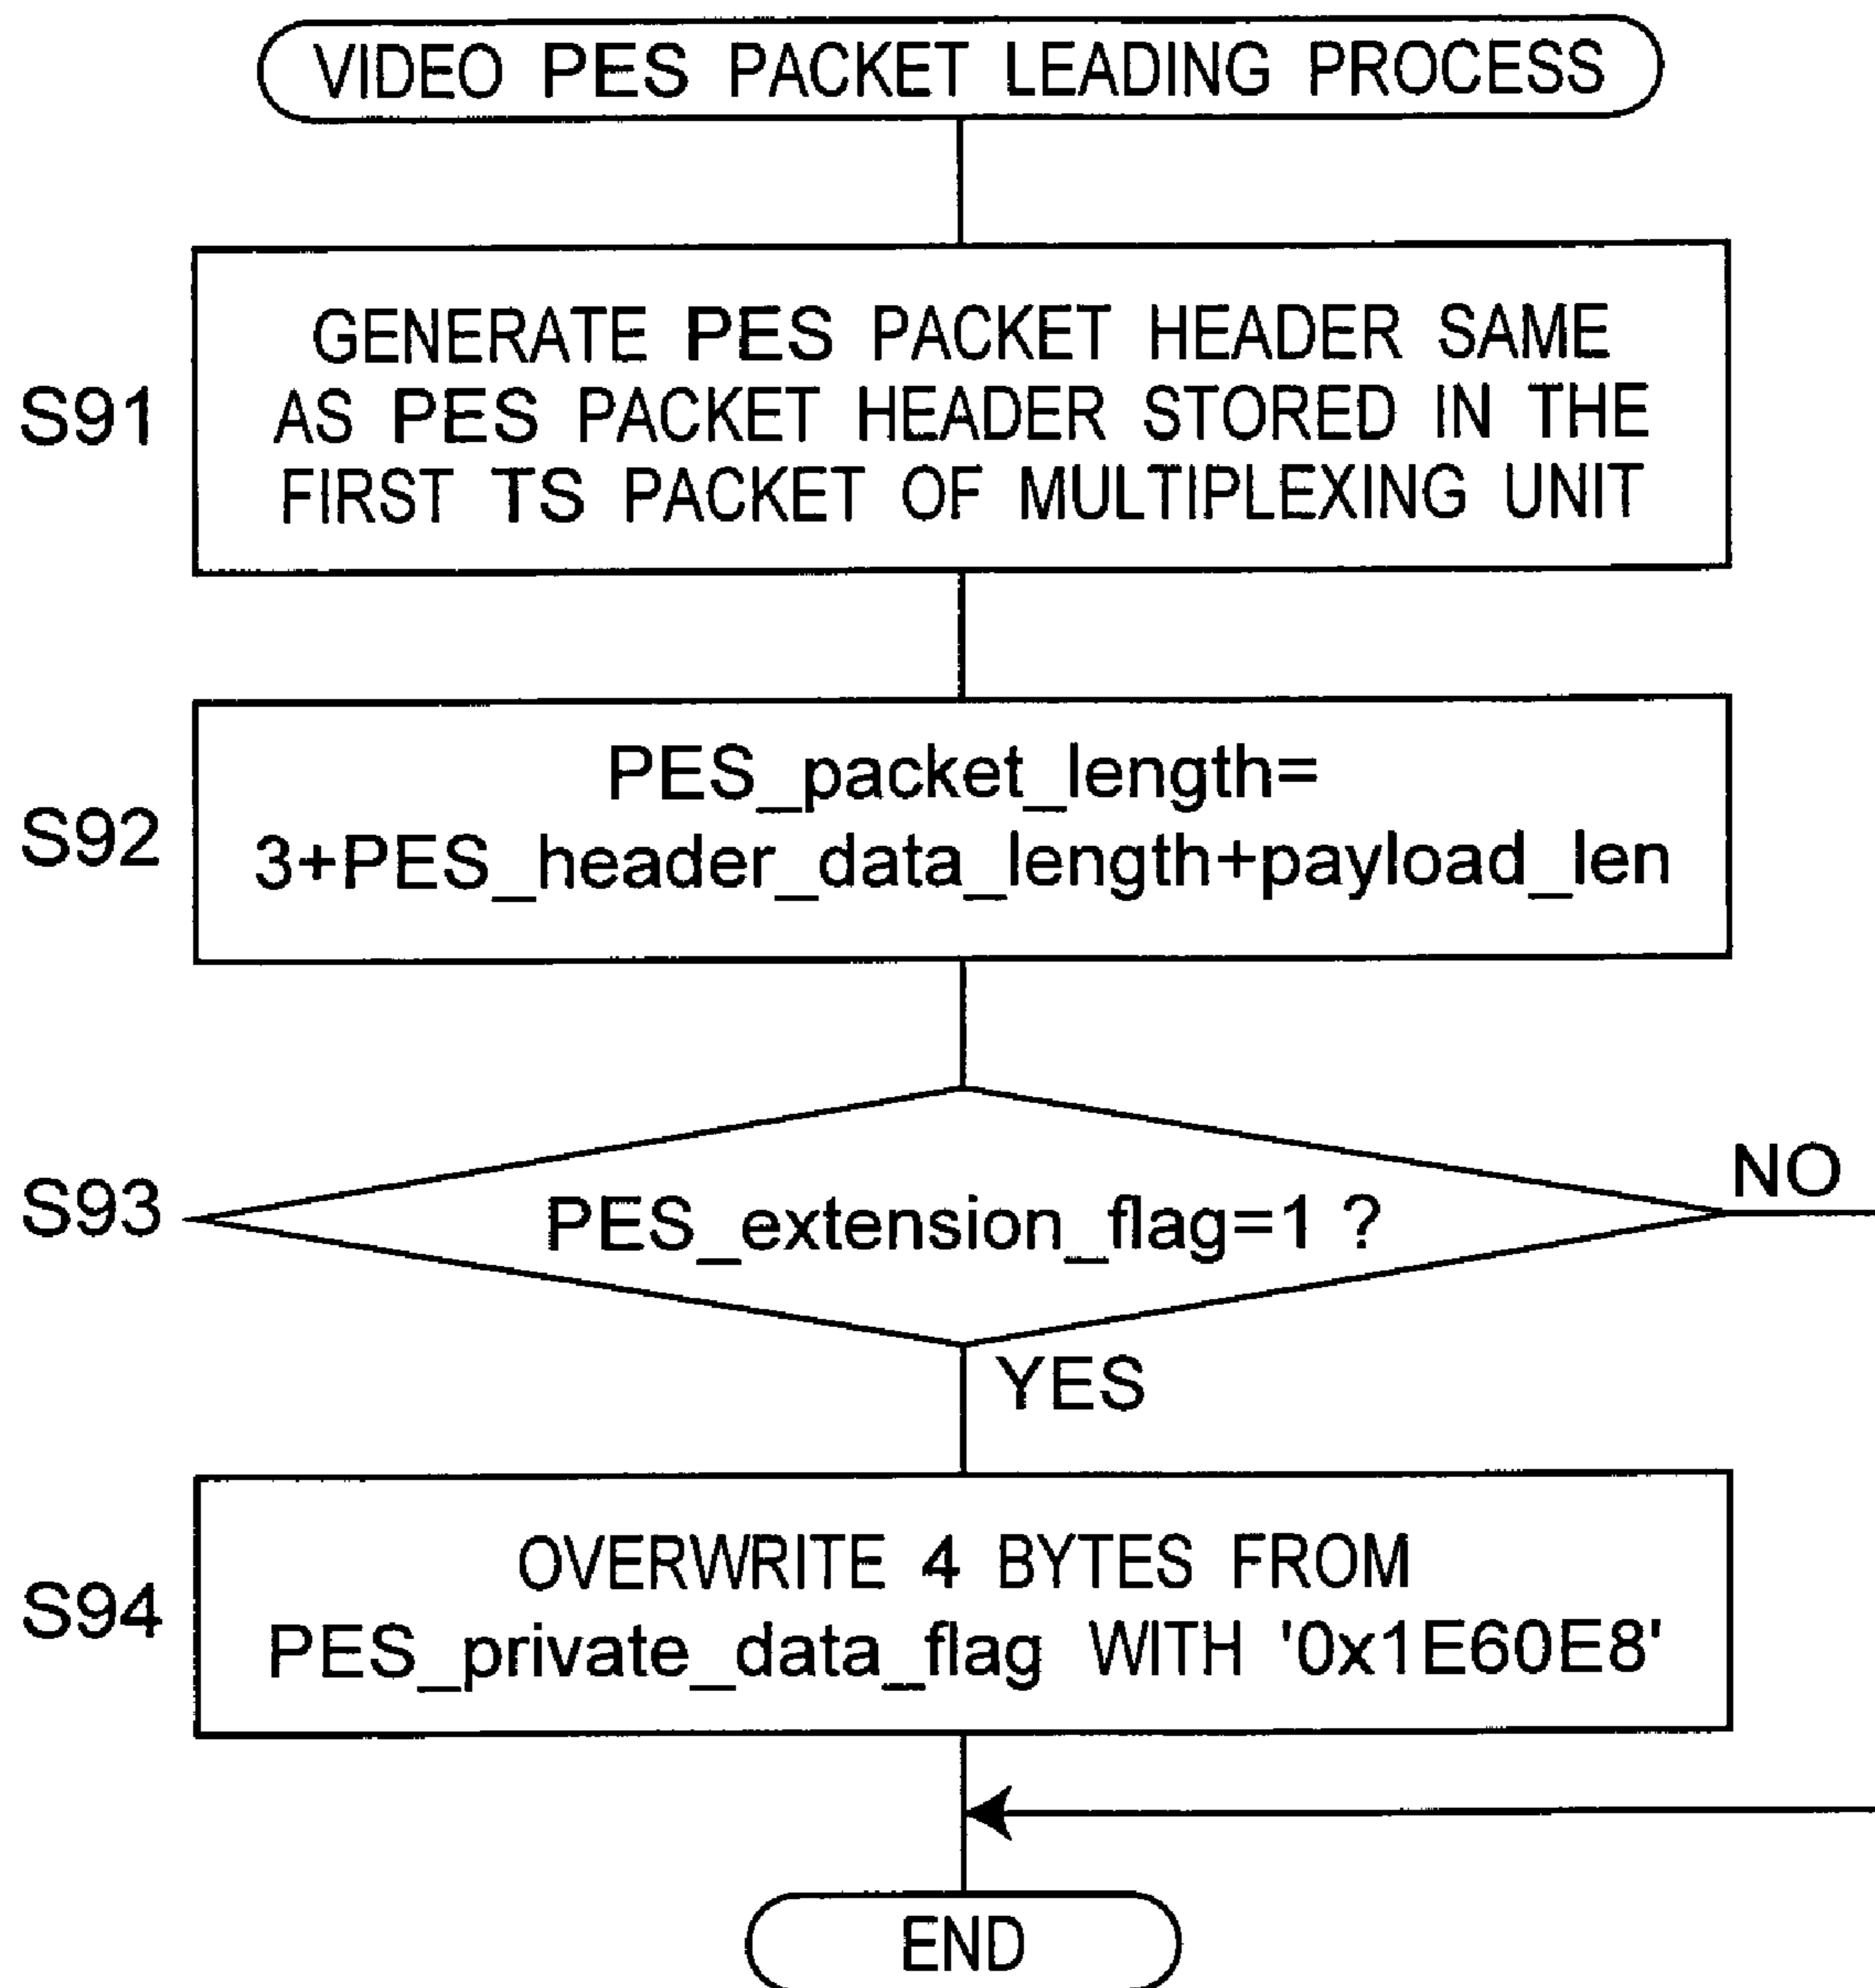 VIDEO PES PACKET LEADING PROCESS
S91
GENERATE PES PACKET HEADER SAME
AS PES PACKET HEADER STORED IN THE
FIRST TS PACKET OF MULTIPLEXING UNIT
S92
PES_packet_length=
3+PES_header_data_length+payload_len
S93
PES_extension_flag=1 ?
NO
YES
S94
OVERWRITE 4 BYTES FROM
PES_private_data_flag WITH '0x1E60E8'
END